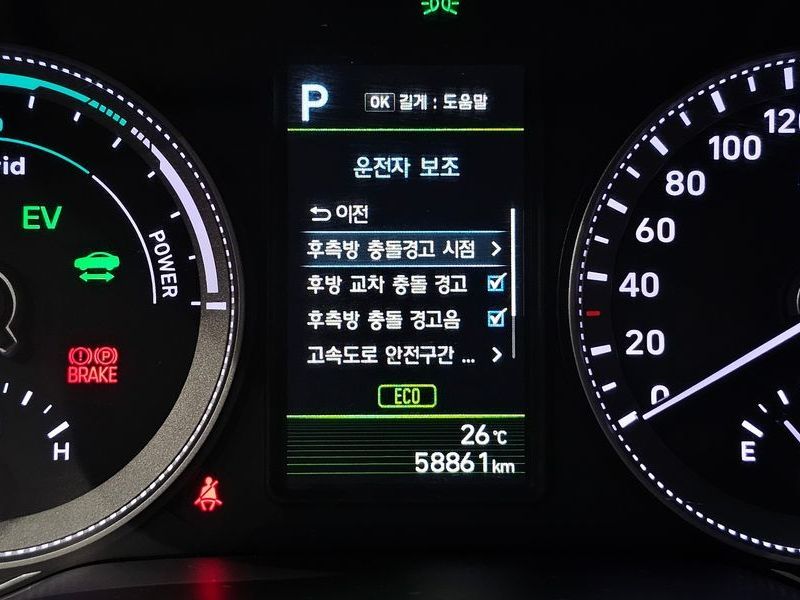 P OK 길게 : 도움말
운전자 보조
이전
후측방 충돌경고 시점
후방 교차 충돌 경고
후측방 충돌 경고음
고속도로 안전구간 ...
ECO
26℃
58861km
EV
POWER
BRAKE
H
120
100
80
60
40
20
0
E